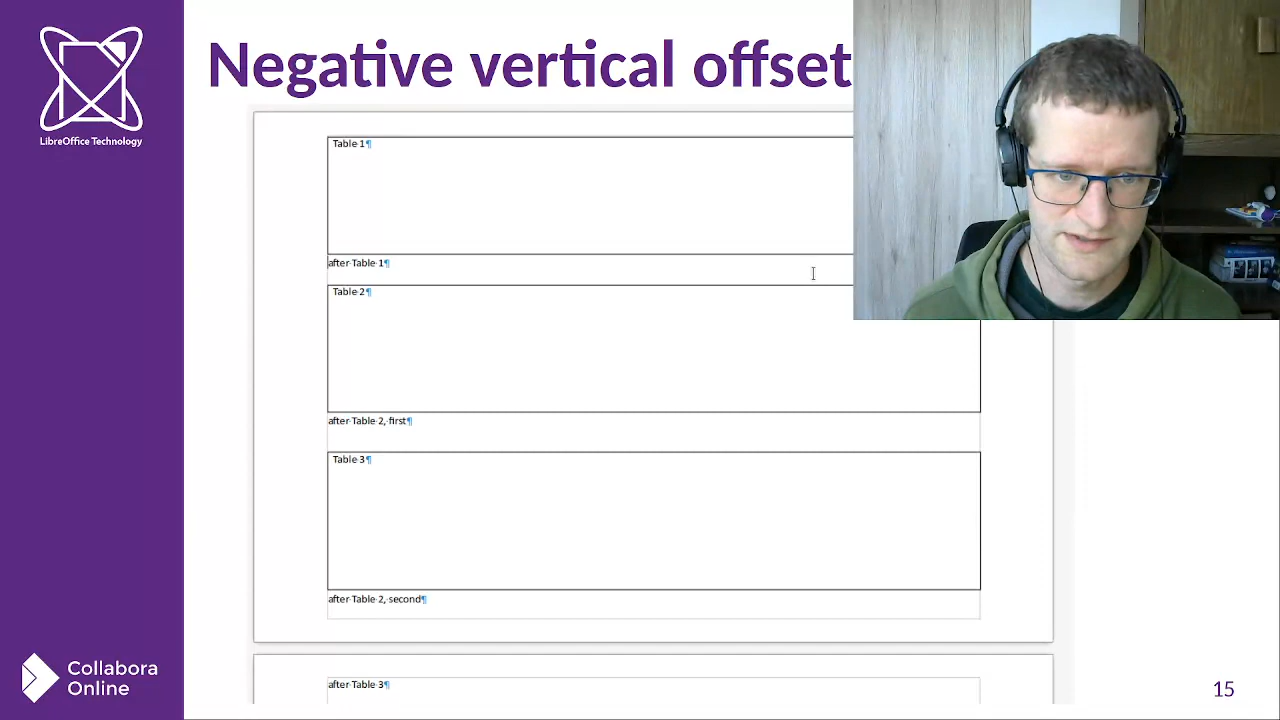 LibreOffice Technology
Negative vertical offset
Table 1¶
after·Table·1¶
Table·2¶
after·Table·2,·first¶
Table·3¶
after·Table·2,·second¶
after·Table·3¶
Collabora
Online
15